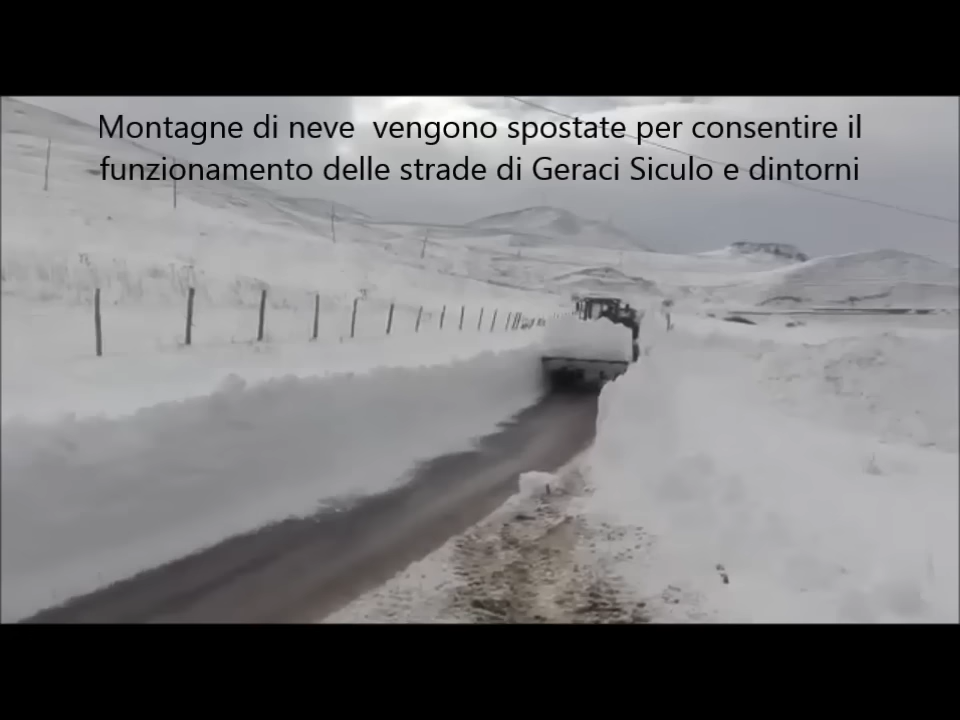 Montagne di neve  vengono spostate per consentire il
funzionamento delle strade di Geraci Siculo e dintorni